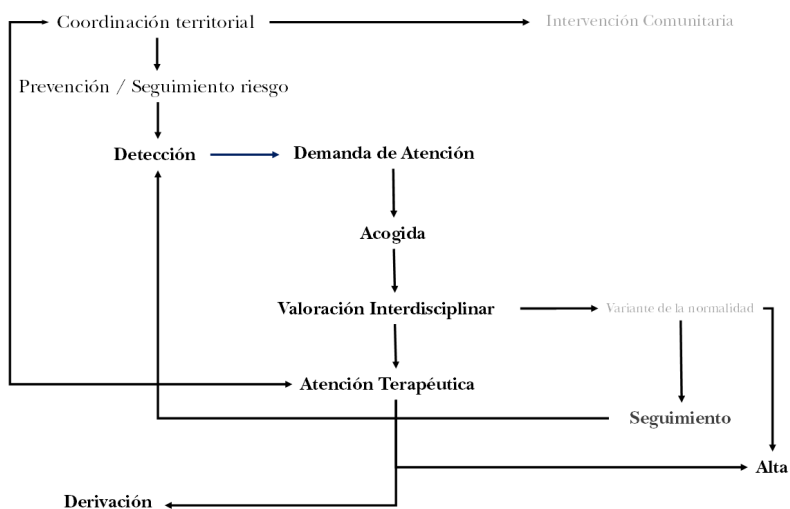 Coordinación territorial
Intervención Comunitaria
Prevención / Seguimiento riesgo
Detección
Demanda de Atención
Acogida
Valoración Interdisciplinar
Variante de la normalidad
Atención Terapéutica
Seguimiento
Alta
Derivación